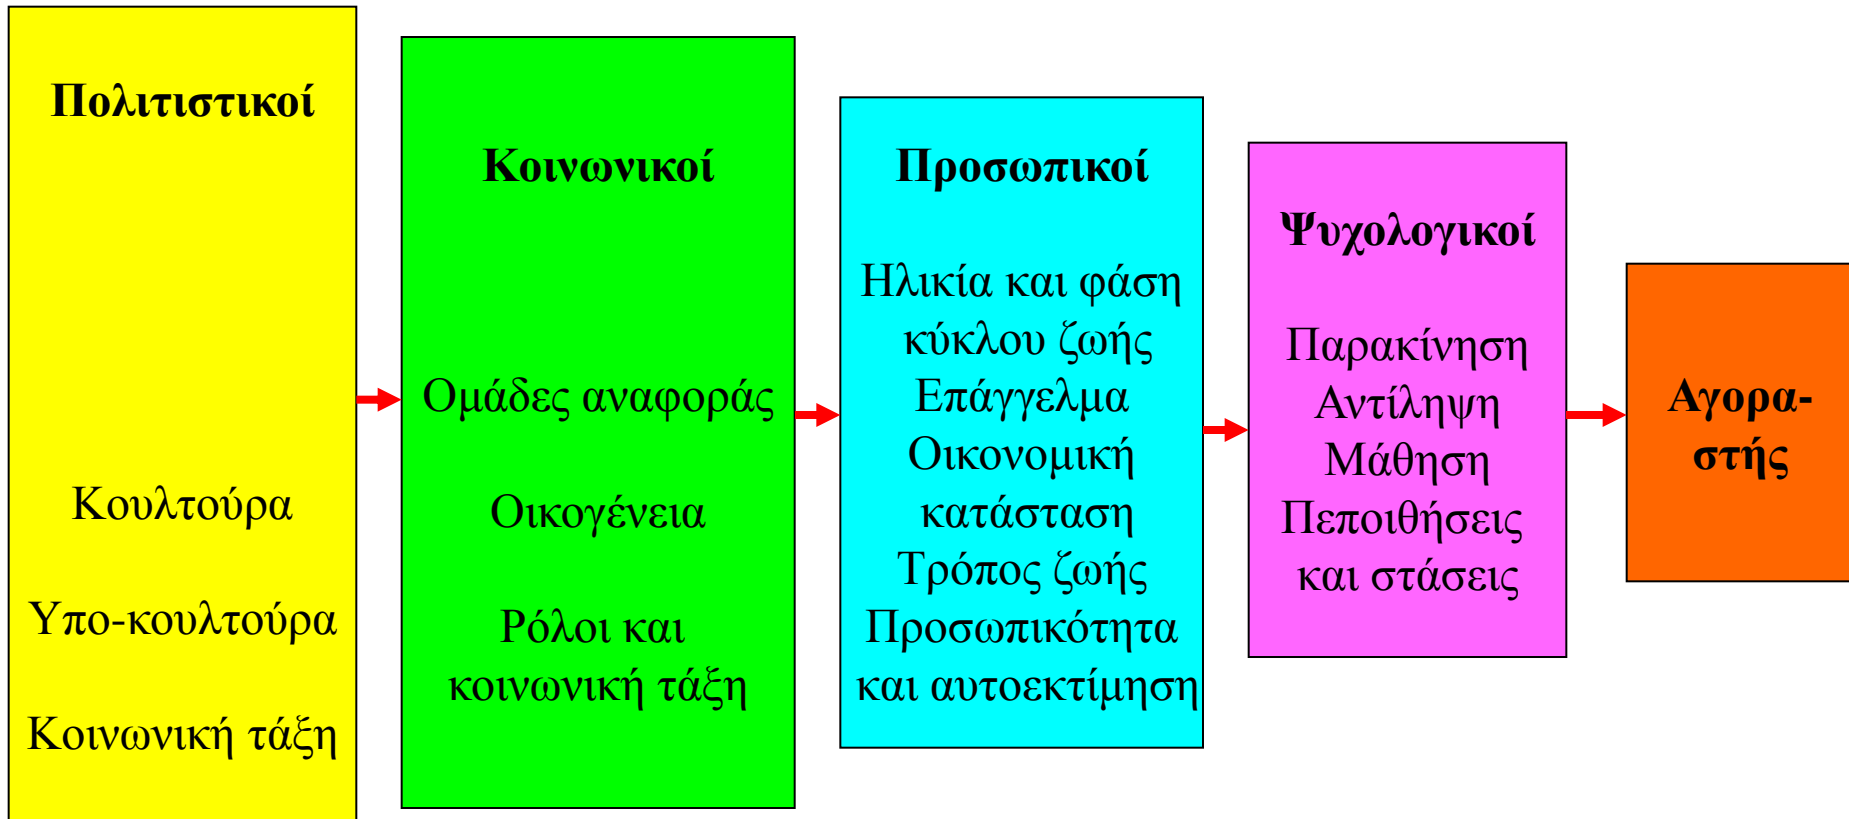 Πολιτιστικοί
Κουλτούρα
Υπο-κουλτούρα
Κοινωνική τάξη
Κοινωνικοί
Ομάδες αναφοράς
Οικογένεια
Ρόλοι και
κοινωνική τάξη
Προσωπικοί
Ηλικία και φάση
κύκλου ζωής
Επάγγελμα
Οικονομική
κατάσταση
Τρόπος ζωής
Προσωπικότητα
και αυτοεκτίμηση
Ψυχολογικοί
Παρακίνηση
Αντίληψη
Μάθηση
Πεποιθήσεις
και στάσεις
Αγορα-
στής